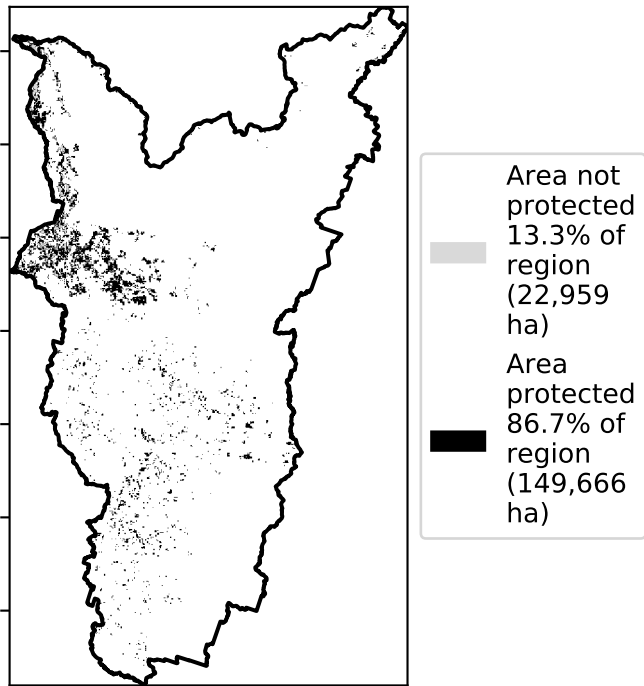 Area not
protected
13.3% of
region
(22,959
ha)
Area
protected
86.7% of
region
(149,666
ha)